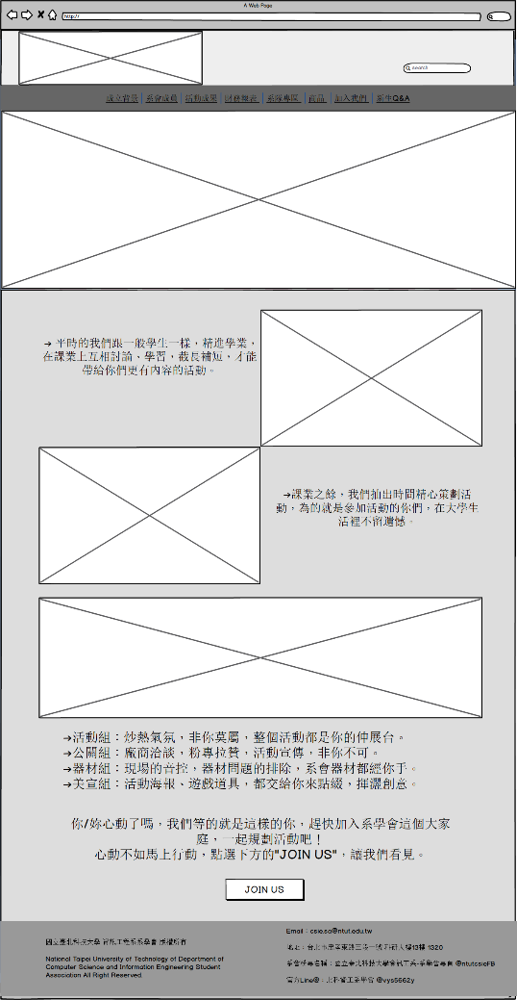 A Web Page
http://
search
成立背景 系會成員 活動成果 財務報表 系隊專區 商品 加入我們 新生Q&A
→ 平時的我們跟一般學生一樣，精進學業，
在課業上互相討論、學習，截長補短，才能
帶給你們更有內容的活動。
→課業之餘，我們抽出時間精心策劃活
動，為的就是參加活動的你們，在大學生
活裡不留遺憾。
→活動組：炒熱氣氛，非你莫屬，整個活動都是你的伸展台。
→公關組：廠商洽談，粉專拉贊，活動宣傳，非你不可。
→器材組：現場的音控，器材問題的排除，系會器材都經你手。
→美宣組：活動海報、遊戲道具，都交給你來點綴，揮灑創意。
你/妳心動了嗎，我們等的就是這樣的你，趕快加入系學會這個大家
庭，一起規劃活動吧！
心動不如馬上行動，點選下方的"JOIN US"，讓我們看見。
JOIN US
國立臺北科技大學 資訊工程系系學會 版權所有
National Taipei University of Technology of Department of
Computer Science and Information Engineering Student
Association All Right Reserved.
Email：csie.sa@ntut.edu.tw
地址：台北市忠孝東路三段一號 科研大樓13樓 1320
系會粉專名稱：國立臺北科技大學資訊工系-系學會專頁 @ntutcsieFB
官方Line@：北科資工系學會 @vys5662y